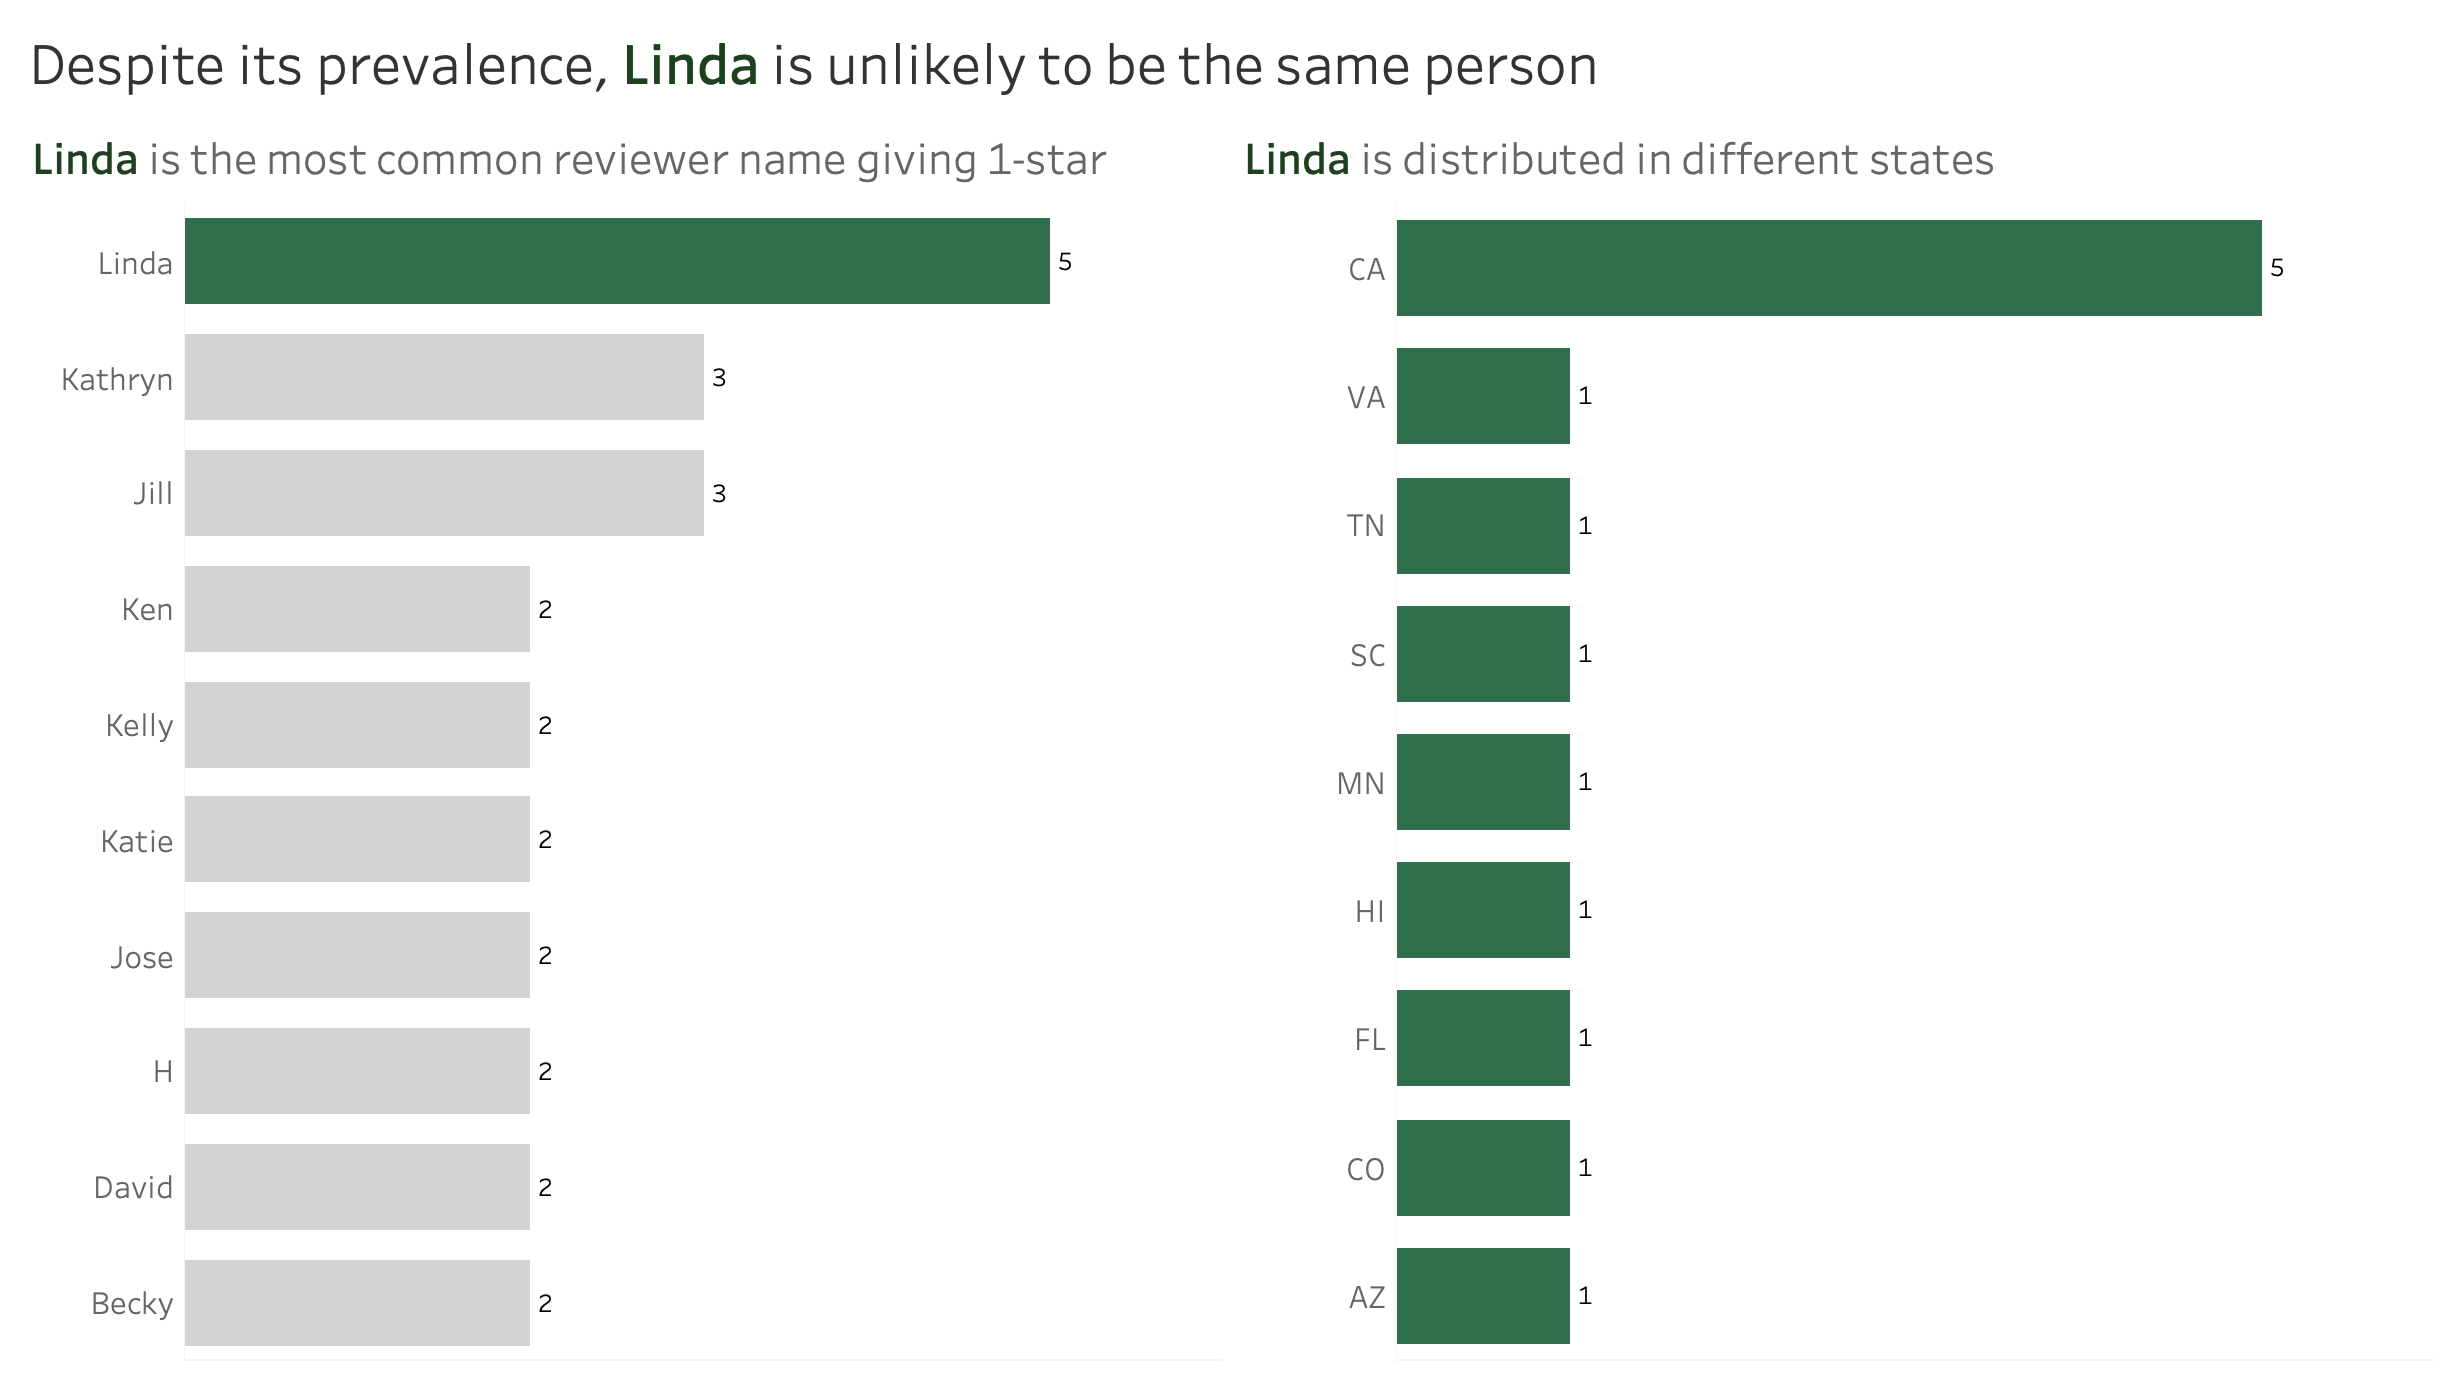 Despite its prevalence, Linda is unlikely to be the same person
Linda is the most common reviewer name giving 1-star
Linda 5
Kathryn 3
Jill 3
Ken 2
Kelly 2
Katie 2
Jose 2
H 2
David 2
Becky 2
Linda is distributed in different states
CA 5
VA 1
TN 1
SC 1
MN 1
HI 1
FL 1
CO 1
AZ 1